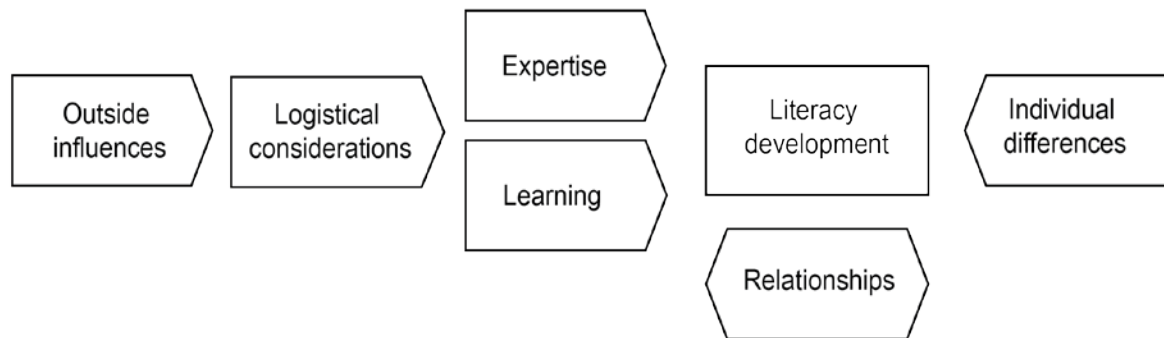 Outside
influences
Logistical
considerations
Expertise
Learning
Literacy
development
Relationships
Individual
differences